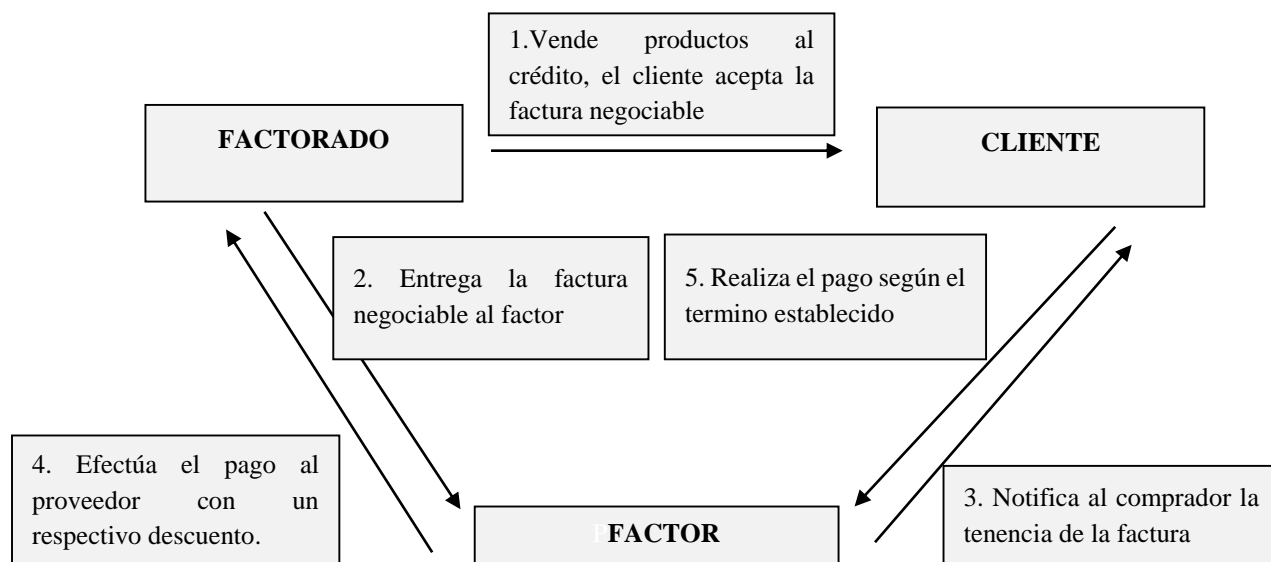 1.Vende productos al
crédito, el cliente acepta la
factura negociable
FACTORADO
CLIENTE
2. Entrega la factura
negociable al factor
5. Realiza el pago según el
termino establecido
4. Efectúa el pago al
proveedor con un
respectivo descuento.
FACTOR
3. Notifica al comprador la
tenencia de la factura